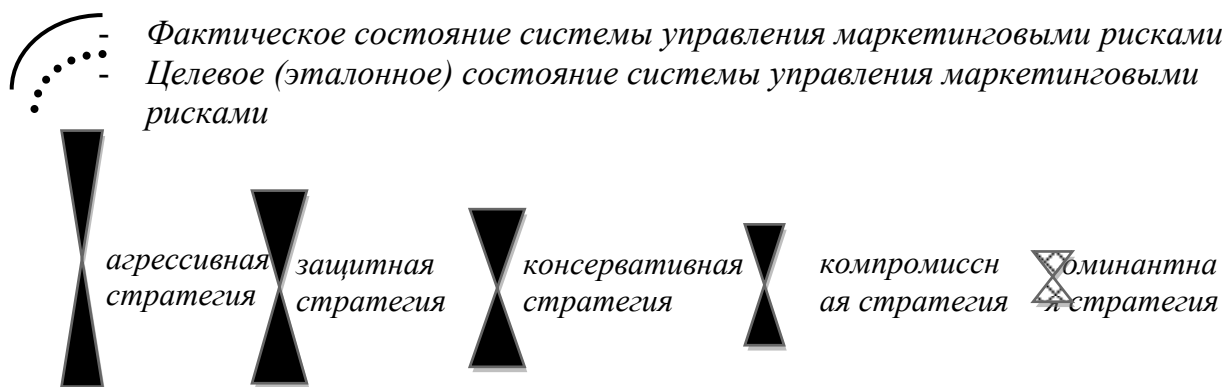 - Фактическое состояние системы управления маркетинговыми рисками
- Целевое (эталонное) состояние системы управления маркетинговыми
рисками
агрессивная
стратегия
защитная
стратегия
консервативная
стратегия
компромиссн
ая стратегия
оминантна
я стратегия